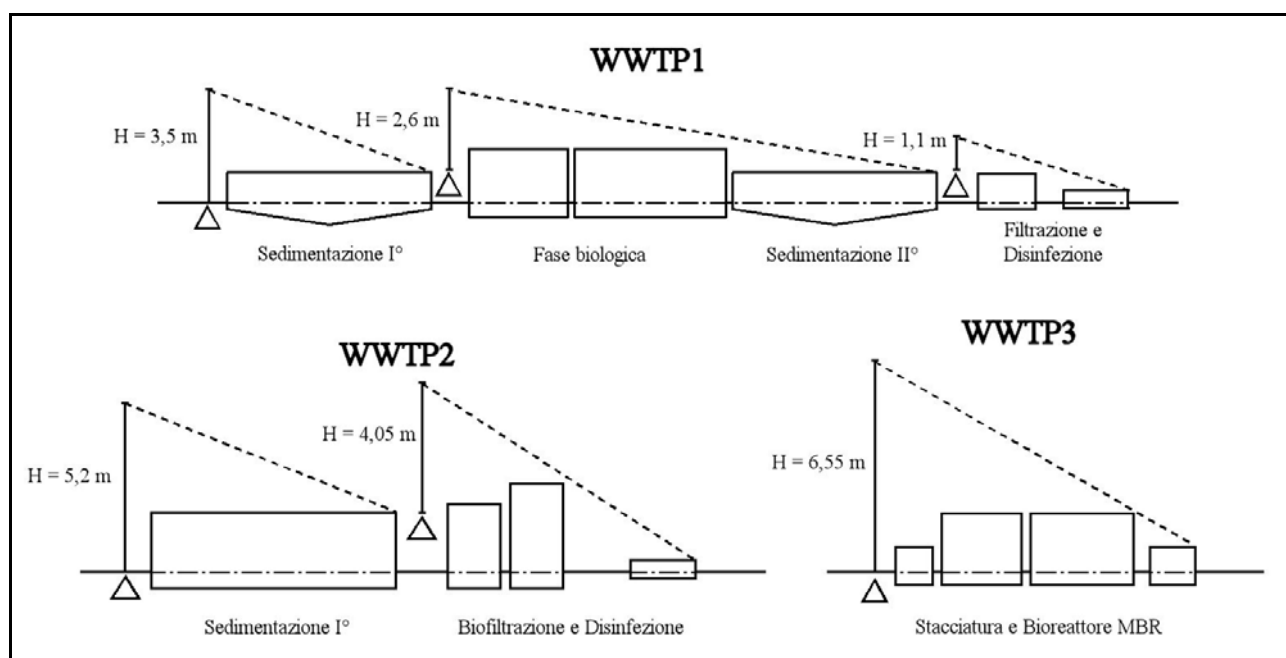 WWTP1
H = 3,5 m
H = 2,6 m
H = 1,1 m
Sedimentazione I°
Fase biologica
Sedimentazione II°
Filtrazione e
Disinfezione
WWTP2
H = 5,2 m
H = 4,05 m
Sedimentazione I°
Biofiltrazione e Disinfezione
WWTP3
H = 6,55 m
Stacciatura e Bioreattore MBR